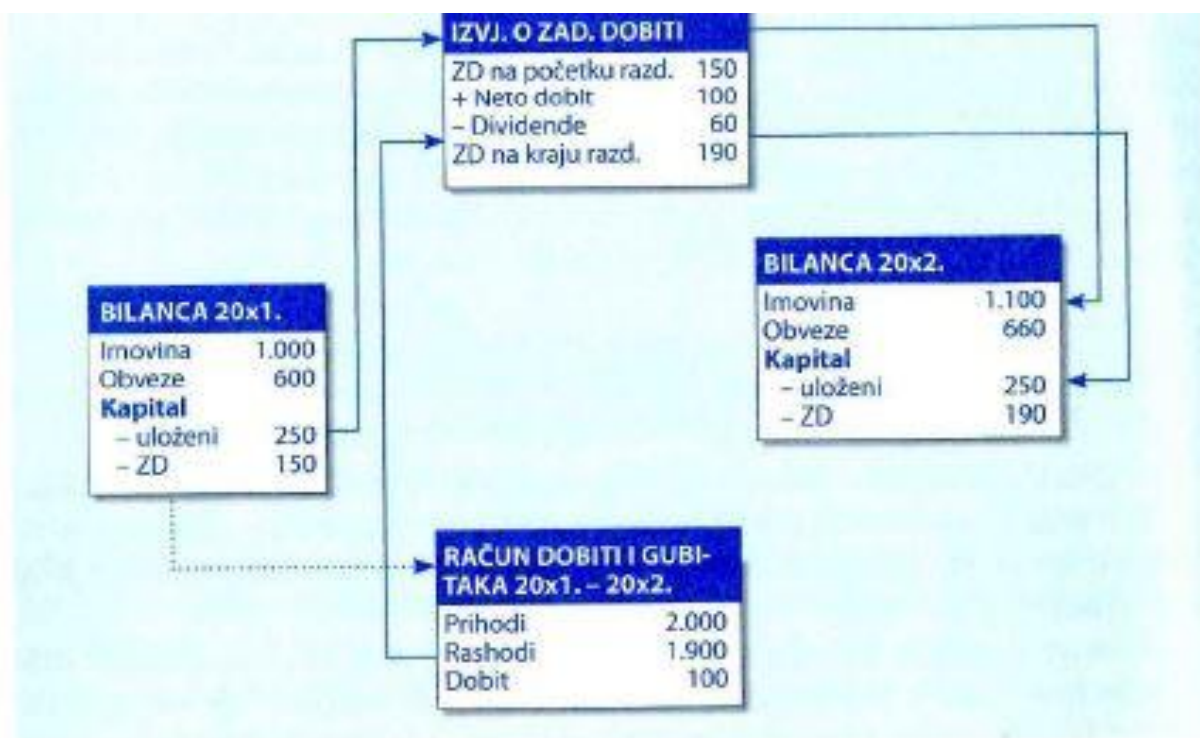 IZVJ. O ZAD. DOBITI
ZD na početku razd. 150
+ Neto dobit 100
– Dividende 60
ZD na kraju razd. 190
BILANCA 20x1.
Imovina 1.000
Obveze 600
Kapital
– uloženi 250
– ZD 150
BILANCA 20x2.
Imovina 1.100
Obveze 660
Kapital
– uloženi 250
– ZD 190
RAČUN DOBITI I GUBI-
TAKA 20x1. – 20x2.
Prihodi 2.000
Rashodi 1.900
Dobit 100